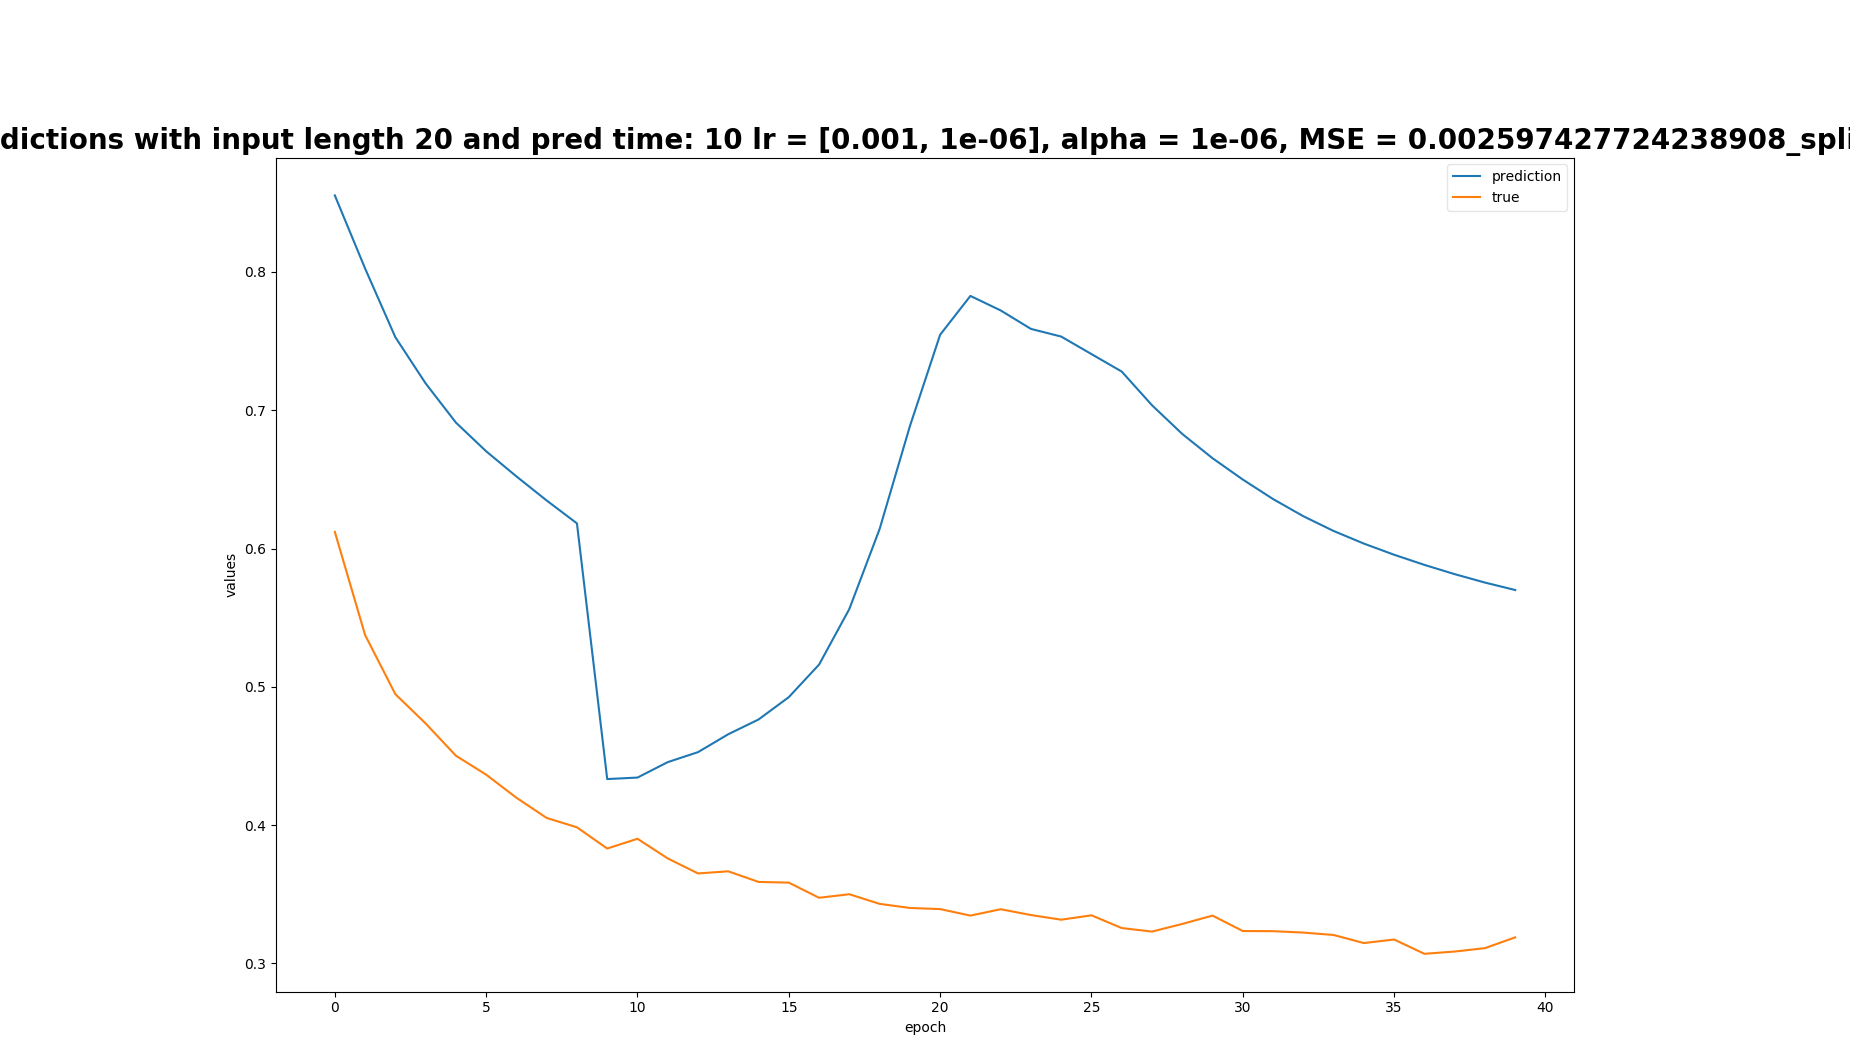 dictions with input length 20 and pred time: 10 lr = [0.001, 1e-06], alpha = 1e-06, MSE = 0.002597427724238908_spli
prediction
true
0.8
0.7
0.6
0.5
0.4
0.3
values
0 5 10 15 20 25 30 35 40
epoch